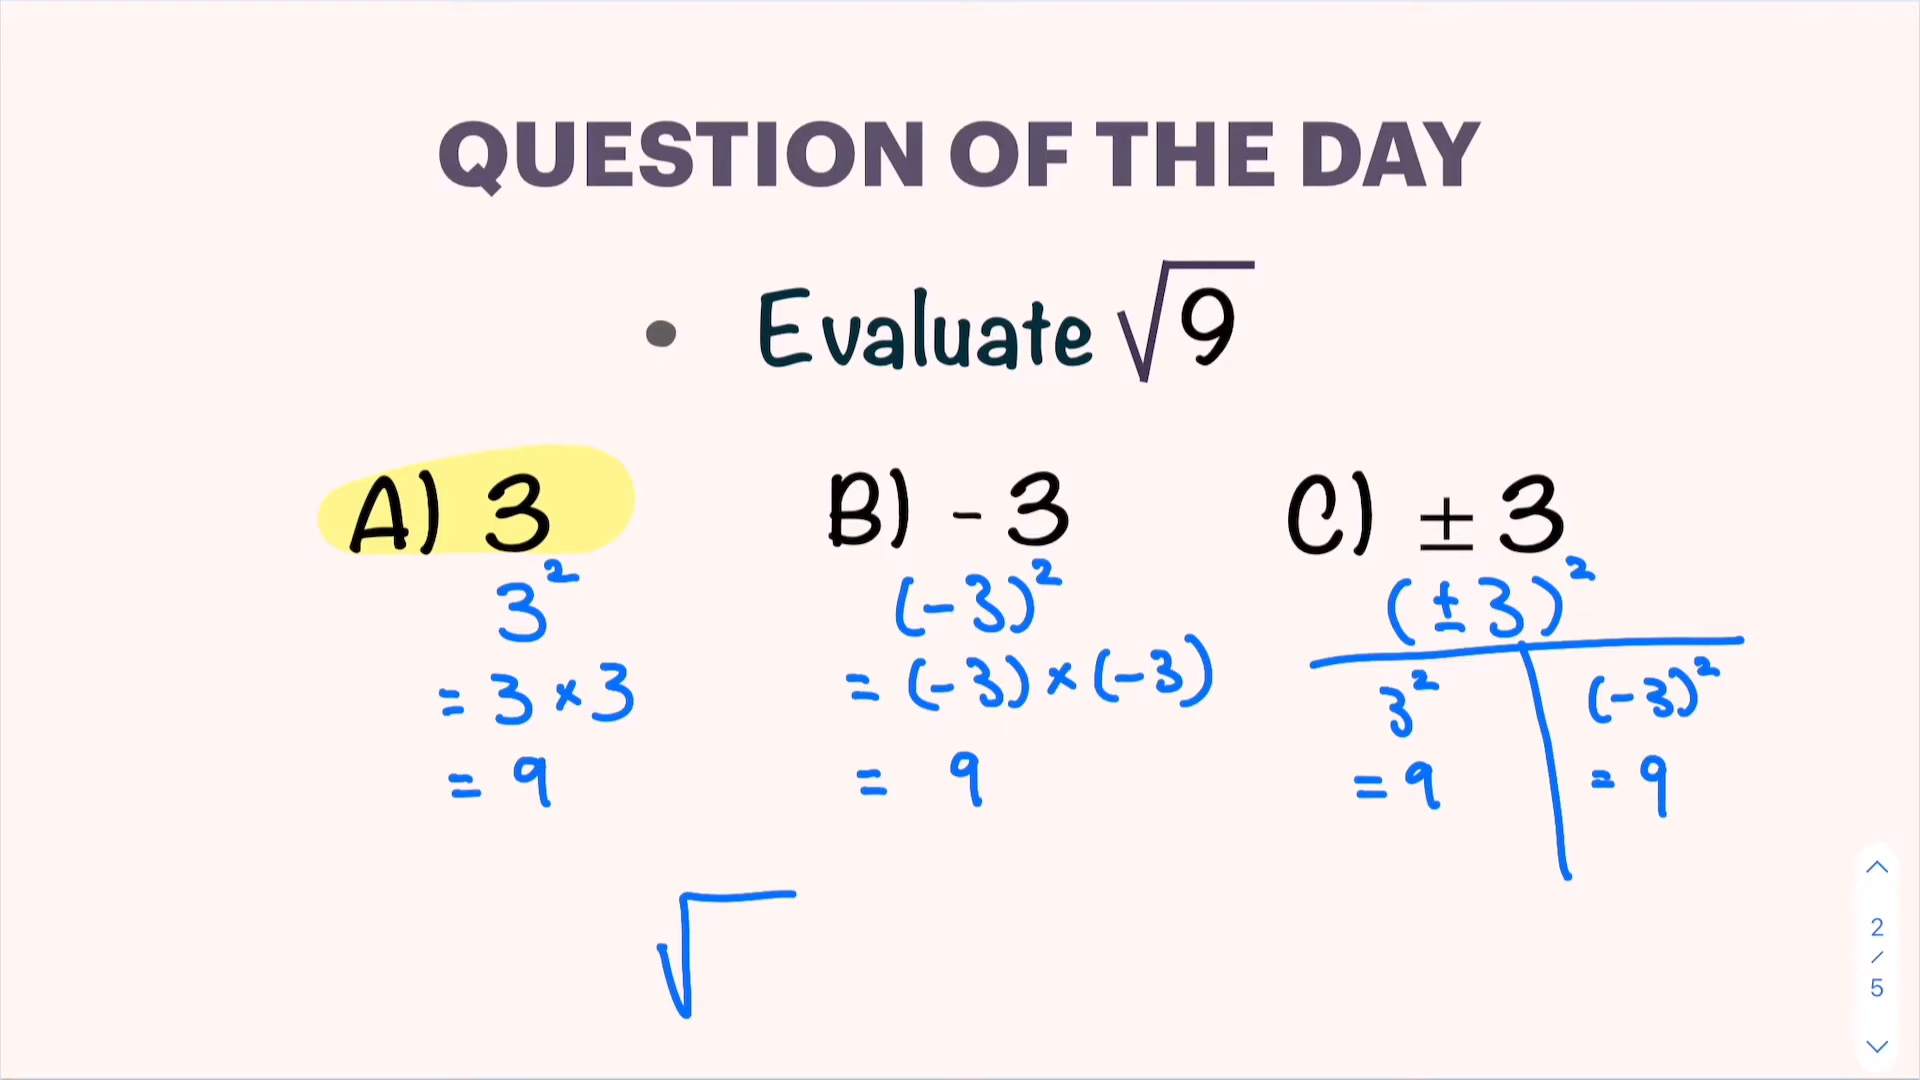 QUESTION OF THE DAY
• Evaluate √9
A) 3 B) - 3 C) ± 3
3² (-3)² (±3)²
= 3 × 3 = (-3) × (-3) 3² (-3)²
= 9 = 9 = 9 = 9
√
2
/
5